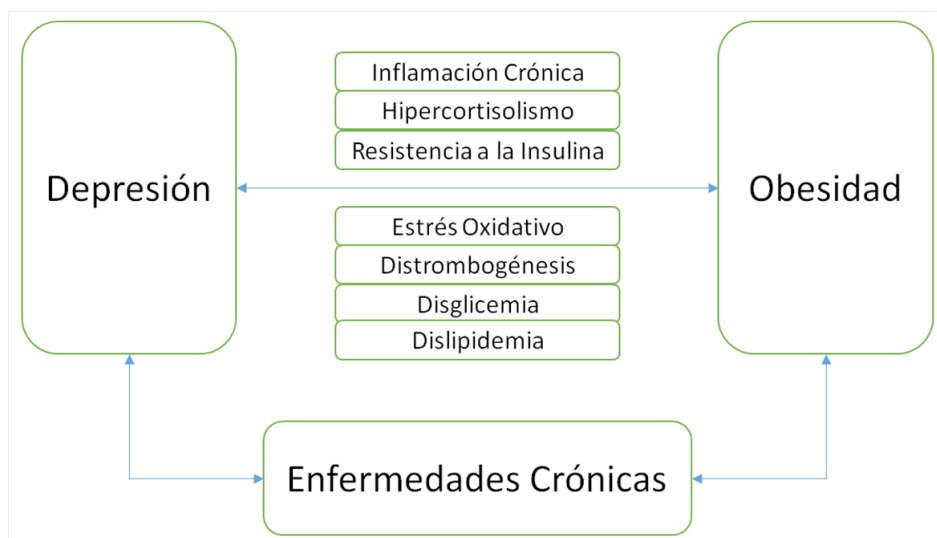 Depresión
Inflamación Crónica
Hipercortisolismo
Resistencia a la Insulina
Estrés Oxidativo
Distrombogénesis
Disglicemia
Dislipidemia
Obesidad
Enfermedades Crónicas